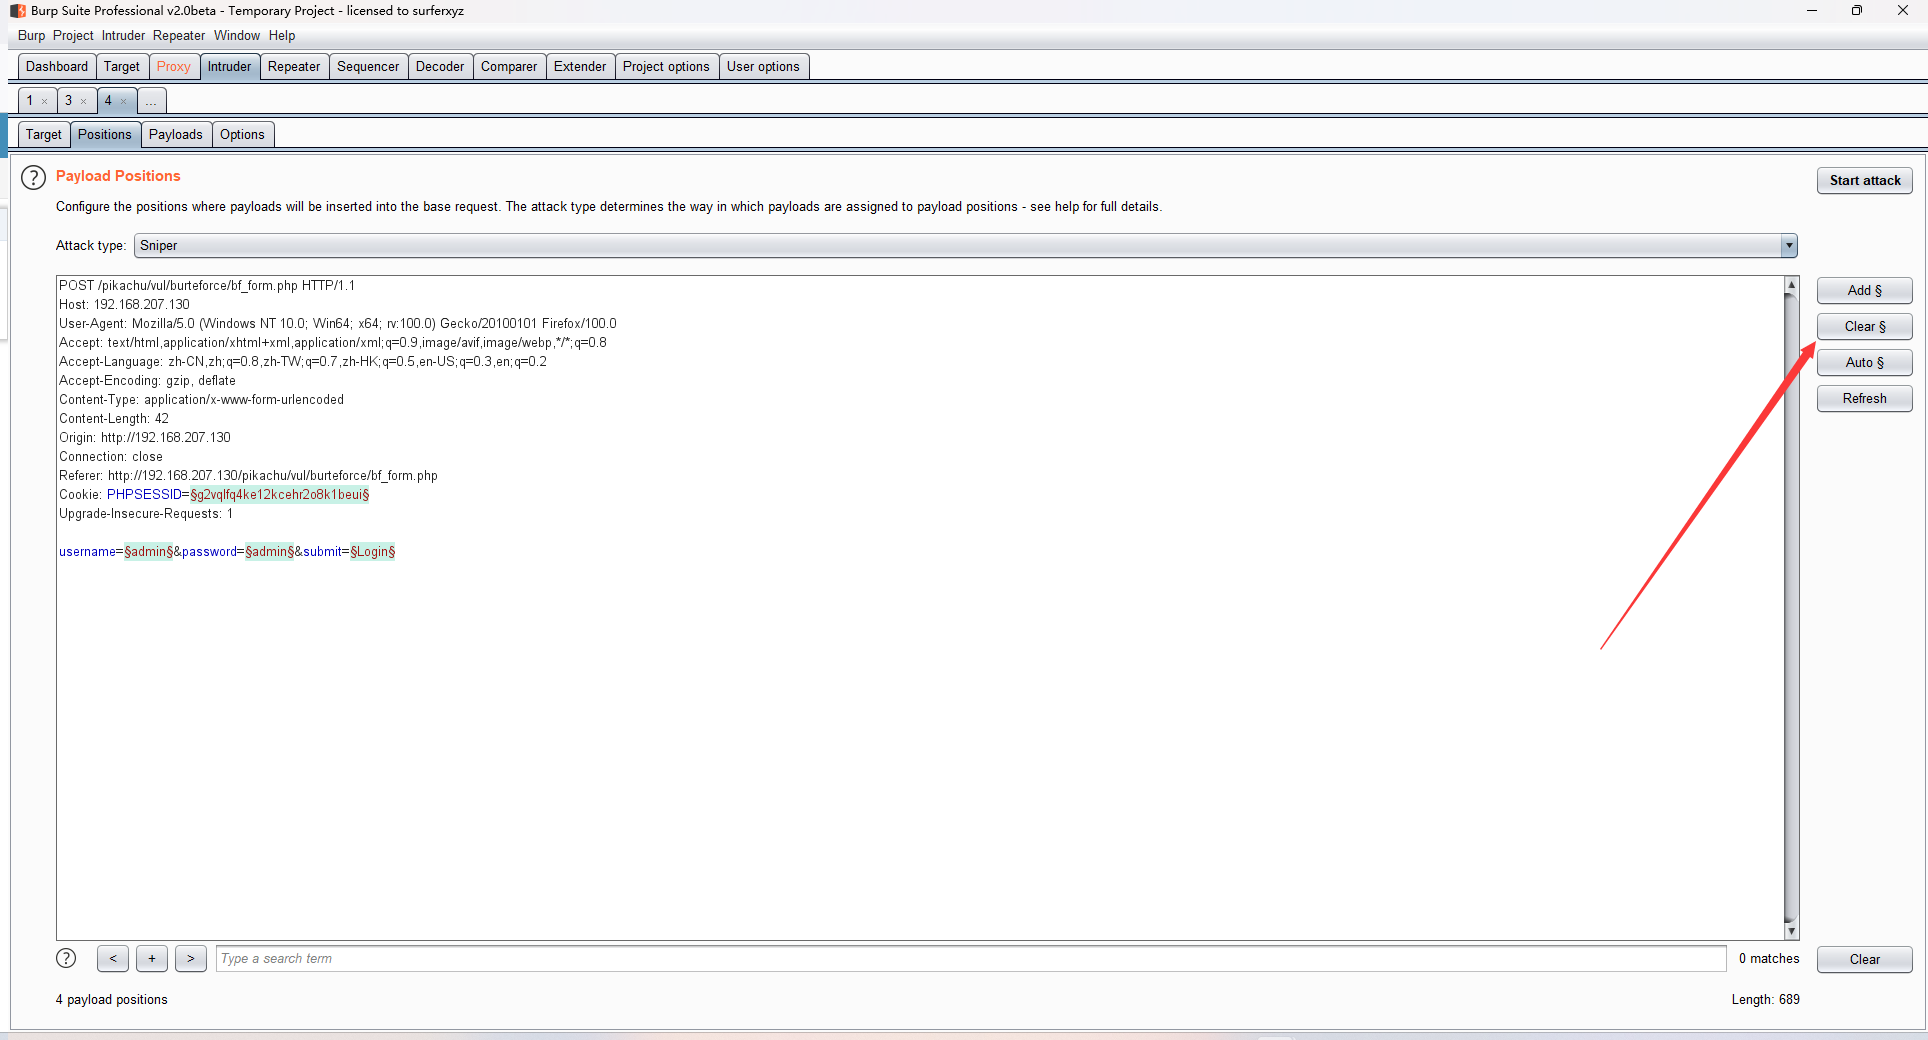 Burp Suite Professional v2.0beta - Temporary Project - licensed to surferxyz
Burp Project Intruder Repeater Window Help
Dashboard Target Proxy Intruder Repeater Sequencer Decoder Comparer Extender Project options User options
1 × 3 × 4 × ...
Target Positions Payloads Options
? Payload Positions
Start attack
Configure the positions where payloads will be inserted into the base request. The attack type determines the way in which payloads are assigned to payload positions - see help for full details.
Attack type: Sniper
POST /pikachu/vul/burteforce/bf_form.php HTTP/1.1
Host: 192.168.207.130
User-Agent: Mozilla/5.0 (Windows NT 10.0; Win64; x64; rv:100.0) Gecko/20100101 Firefox/100.0
Accept: text/html,application/xhtml+xml,application/xml;q=0.9,image/avif,image/webp,*/*;q=0.8
Accept-Language: zh-CN,zh;q=0.8,zh-TW;q=0.7,zh-HK;q=0.5,en-US;q=0.3,en;q=0.2
Accept-Encoding: gzip, deflate
Content-Type: application/x-www-form-urlencoded
Content-Length: 42
Origin: http://192.168.207.130
Connection: close
Referer: http://192.168.207.130/pikachu/vul/burteforce/bf_form.php
Cookie: PHPSESSID=§g2vqlfq4ke12kcehr2o8k1beui§
Upgrade-Insecure-Requests: 1
username=§admin§&password=§admin§&submit=§Login§
Add §
Clear §
Auto §
Refresh
? < + > Type a search term 0 matches Clear
4 payload positions Length: 689